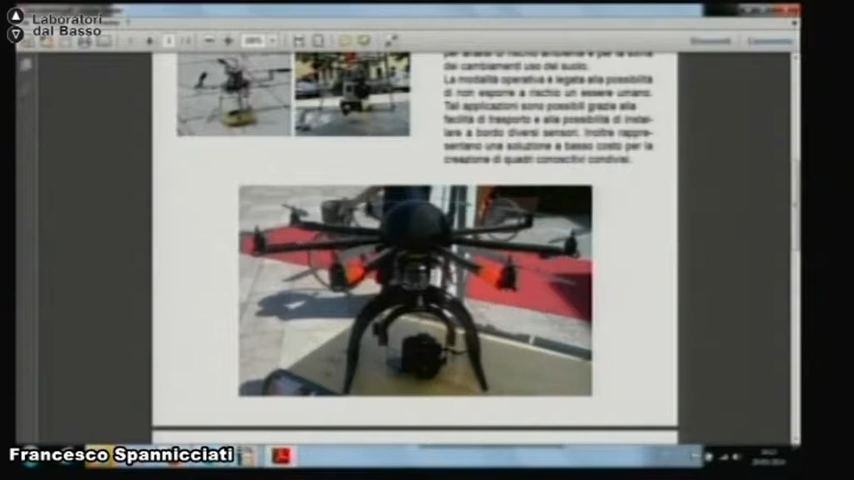 Laboratori
dal Basso
per analisi di rischio ambientale e per la stima
dei cambiamenti uso del suolo.
La modalità operativa è legata alla possibilità
di non esporre a rischio un essere umano.
Tali applicazioni sono possibili grazie alla
facilità di trasporto e alla possibilità di instal-
lare a bordo diversi sensori. Inoltre rappre-
sentano una soluzione a basso costo per la
creazione di quadri conoscitivi condivisi.
Francesco Spannicciati